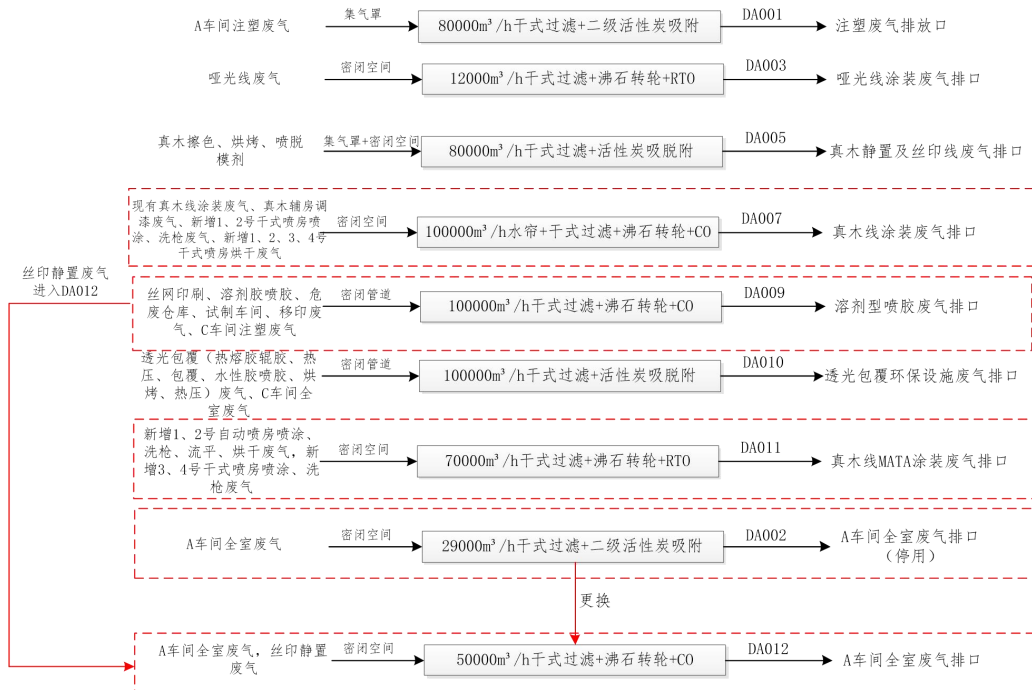 A车间注塑废气
集气罩
80000m³/h干式过滤+二级活性炭吸附
DA001
注塑废气排放口
哑光线废气
密闭空间
12000m³/h干式过滤+沸石转轮+RTO
DA003
哑光线涂装废气排口
真木擦色、烘烤、喷脱
模剂
集气罩+密闭空间
80000m³/h干式过滤+活性炭吸脱附
DA005
真木静置及丝印线废气排口
现有真木线涂装废气、真木辅房调
漆废气、新增1、2号干式喷房喷
涂、洗枪废气、新增1、2、3、4号
干式喷房烘干废气
密闭空间
100000m³/h水帘+干式过滤+沸石转轮+CO
DA007
真木线涂装废气排口
丝印静置废气
进入DA012
丝网印刷、溶剂胶喷胶、危
废仓库、试制车间、移印废
气、C车间注塑废气
密闭管道
100000m³/h干式过滤+沸石转轮+CO
DA009
溶剂型喷胶废气排口
透光包覆（热熔胶辊胶、热
压、包覆、水性胶喷胶、烘
烤、热压）废气、C车间全
室废气
密闭管道
100000m³/h干式过滤+活性炭吸脱附
DA010
透光包覆环保设施废气排口
新增1、2号自动喷房喷涂、
洗枪、流平、烘干废气，新
增3、4号干式喷房喷涂、洗
枪废气
密闭空间
70000m³/h干式过滤+沸石转轮+RTO
DA011
真木线MATA涂装废气排口
A车间全室废气
密闭空间
29000m³/h干式过滤+二级活性炭吸附
DA002
A车间全室废气排口
（停用）
更换
A车间全室废气，丝印静置
废气
密闭空间
50000m³/h干式过滤+沸石转轮+CO
DA012
A车间全室废气排口